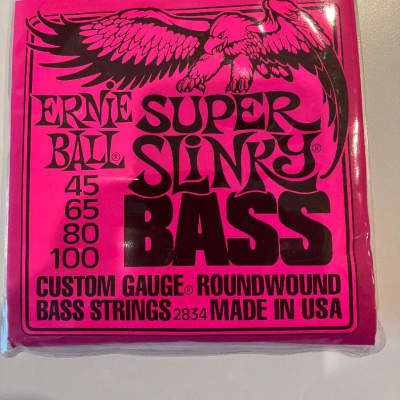 ERNIE BALL®
SUPER SLINKY®
BASS
45
65
80
100
CUSTOM GAUGE® ROUNDWOUND
BASS STRINGS 2834 MADE IN USA